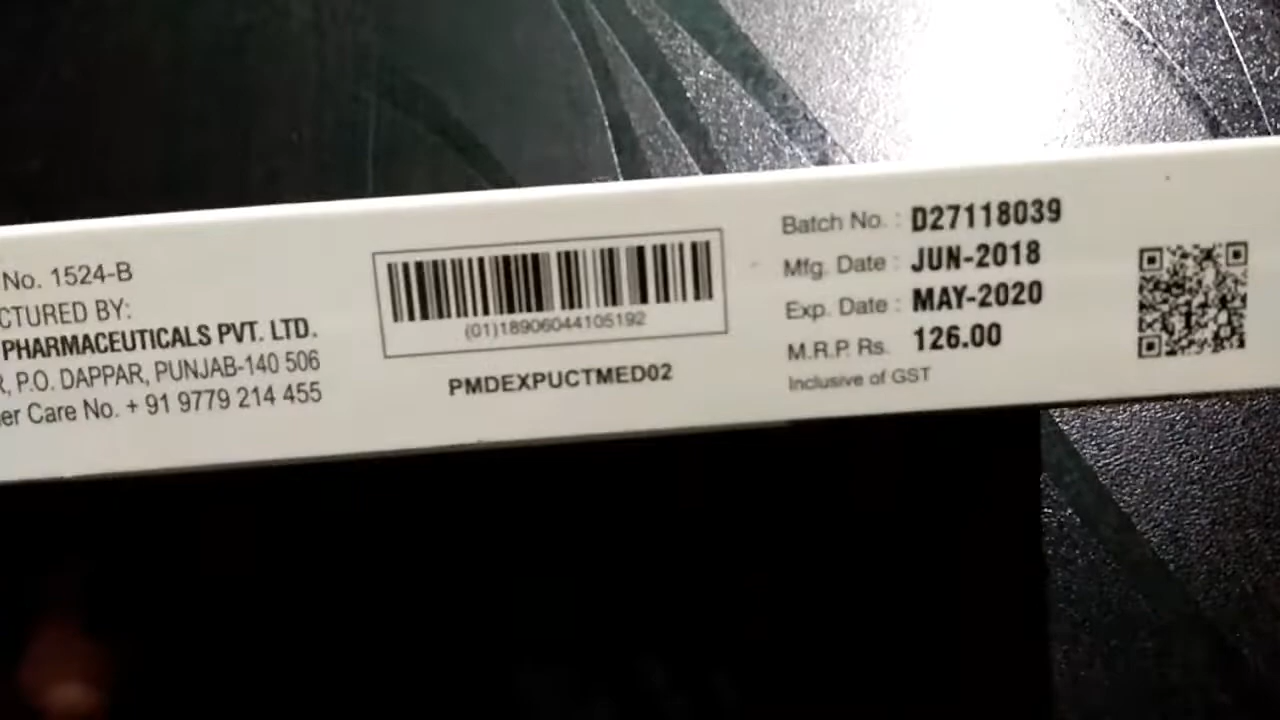 No. 1524-B
CTURED BY:
PHARMACEUTICALS PVT. LTD.
R, P.O. DAPPAR, PUNJAB-140 506
er Care No. + 91 9779 214 455
(01)18906044105192
PMDEXPUCTMED02
Batch No. : D27118039
Mfg. Date : JUN-2018
Exp. Date : MAY-2020
M.R.P. Rs. 126.00
Inclusive of GST